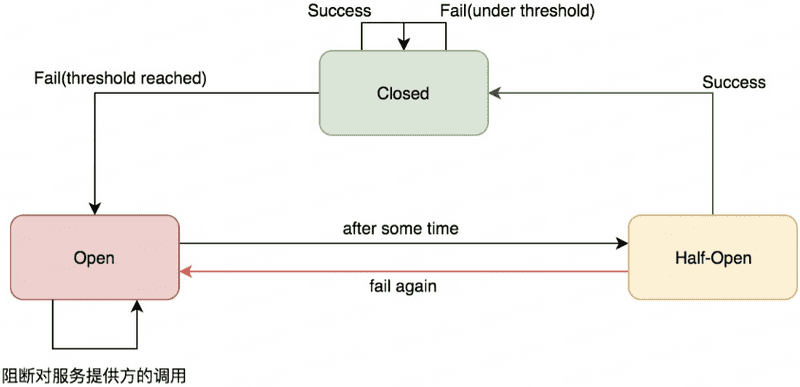 Success
Fail(under threshold)
Fail(threshold reached)
Closed
Success
after some time
Open
Half-Open
fail again
阻断对服务提供方的调用